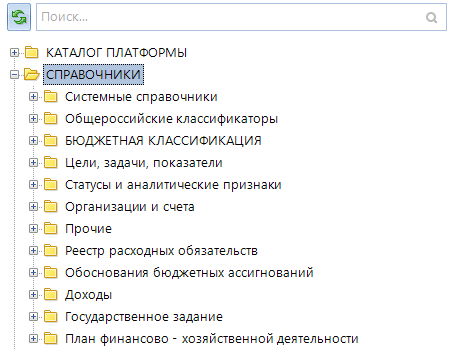 Поиск...
КАТАЛОГ ПЛАТФОРМЫ
СПРАВОЧНИКИ
Системные справочники
Общероссийские классификаторы
БЮДЖЕТНАЯ КЛАССИФИКАЦИЯ
Цели, задачи, показатели
Статусы и аналитические признаки
Организации и счета
Прочие
Реестр расходных обязательств
Обоснования бюджетных ассигнований
Доходы
Государственное задание
План финансово - хозяйственной деятельности